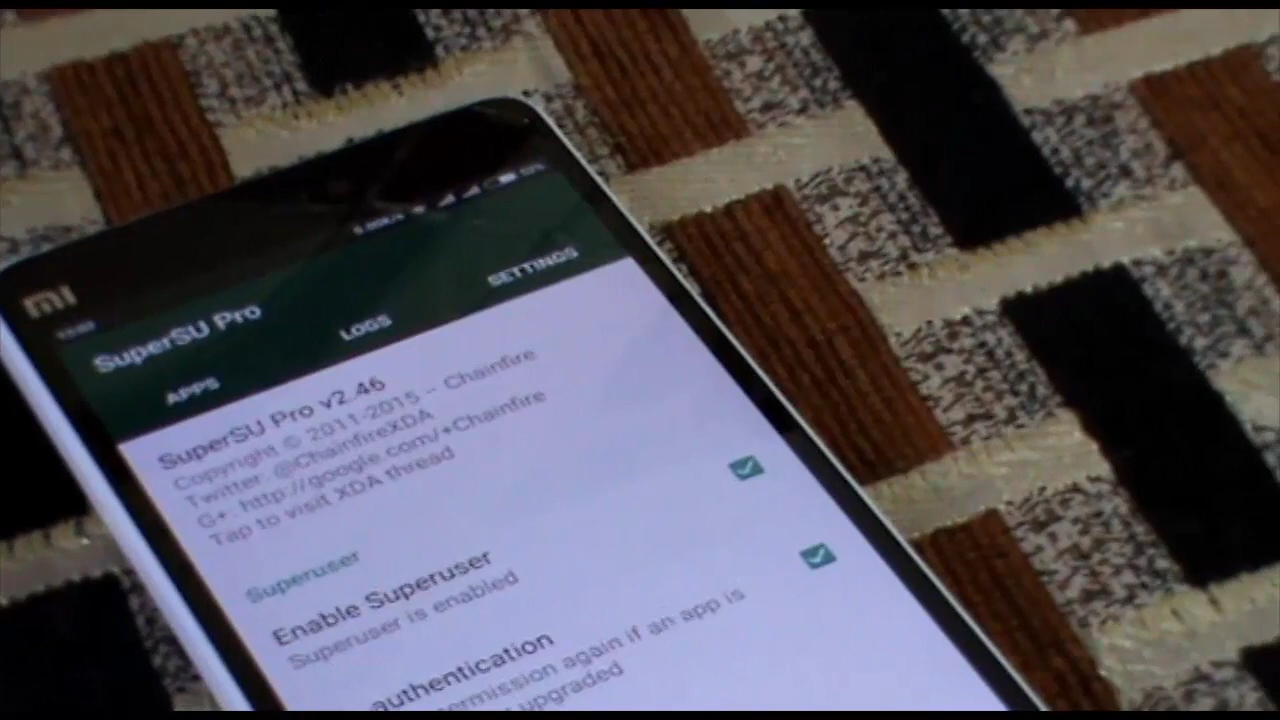 MI
SuperSU Pro
APPS
LOGS
SETTINGS
SuperSU Pro v2.46
Copyright © 2011-2015 -- Chainfire
Twitter: @ChainfireXDA
G+: http://google.com/+Chainfire
Tap to visit XDA thread
Superuser
Enable Superuser
Superuser is enabled
authentication
ermission again if an app is
upgraded